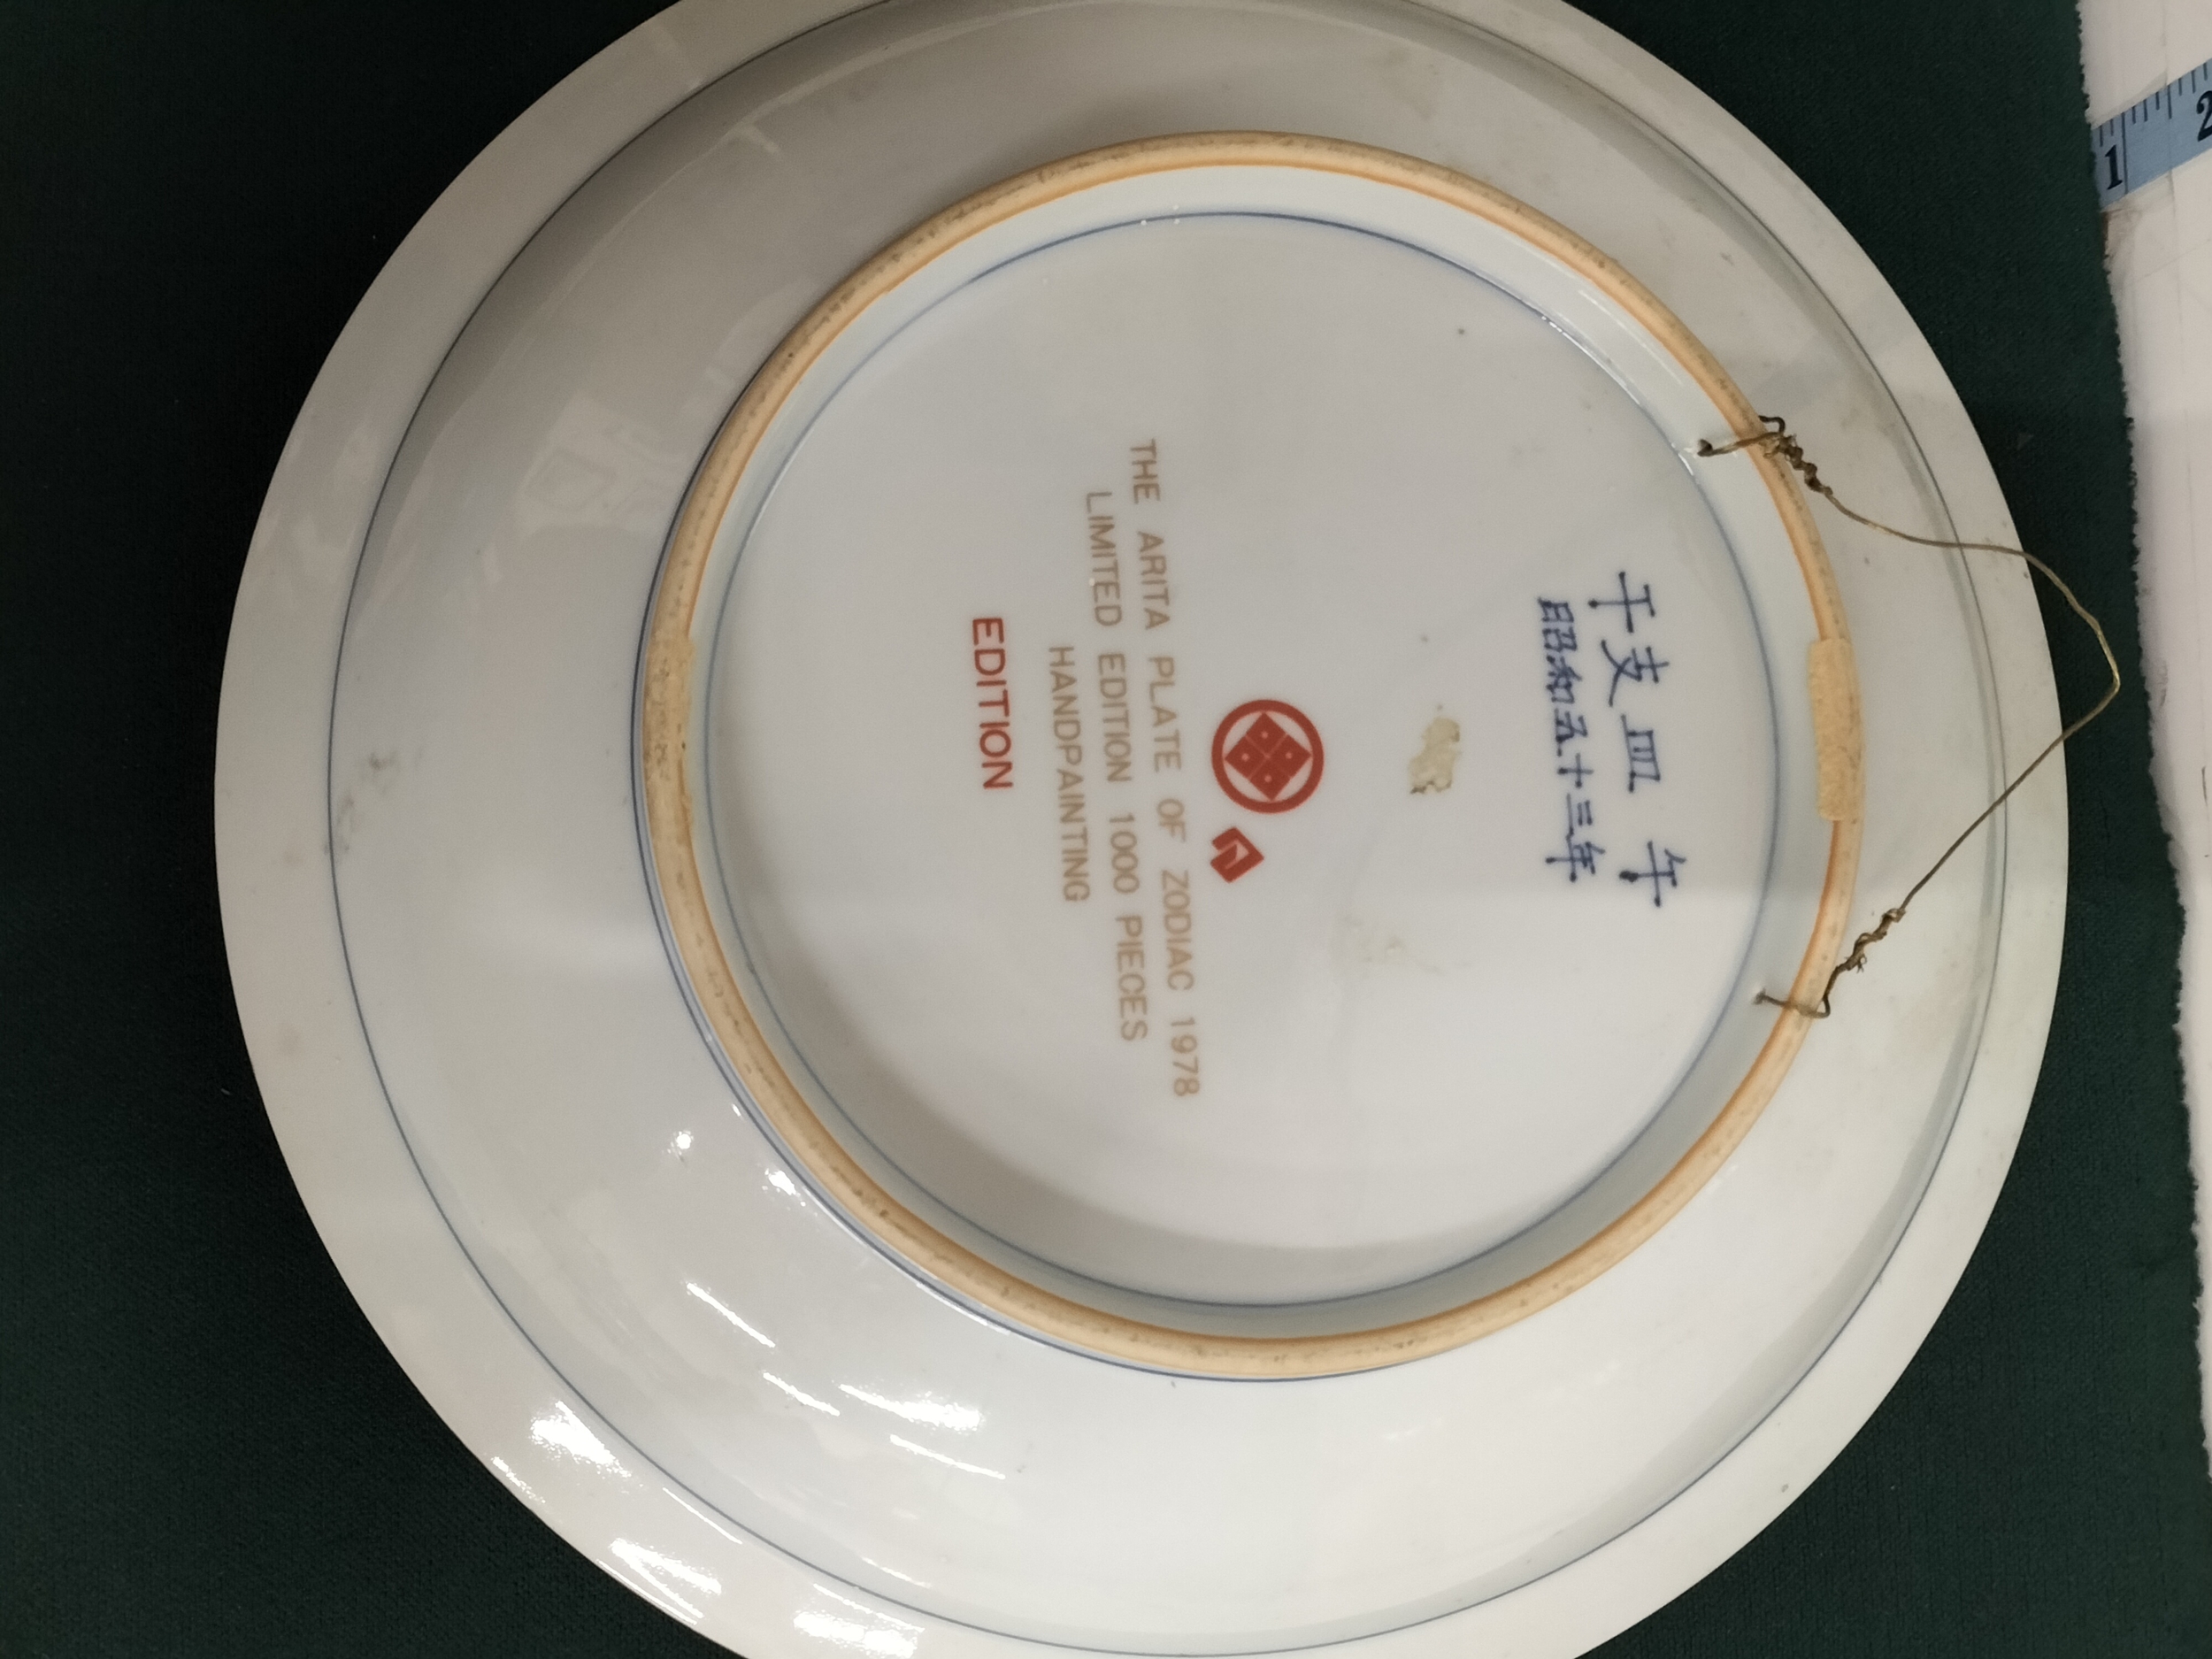 干支皿 午
昭和五十三年
THE ARITA PLATE OF ZODIAC 1978
LIMITED EDITION 1000 PIECES
HANDPAINTING
EDITION
1
2